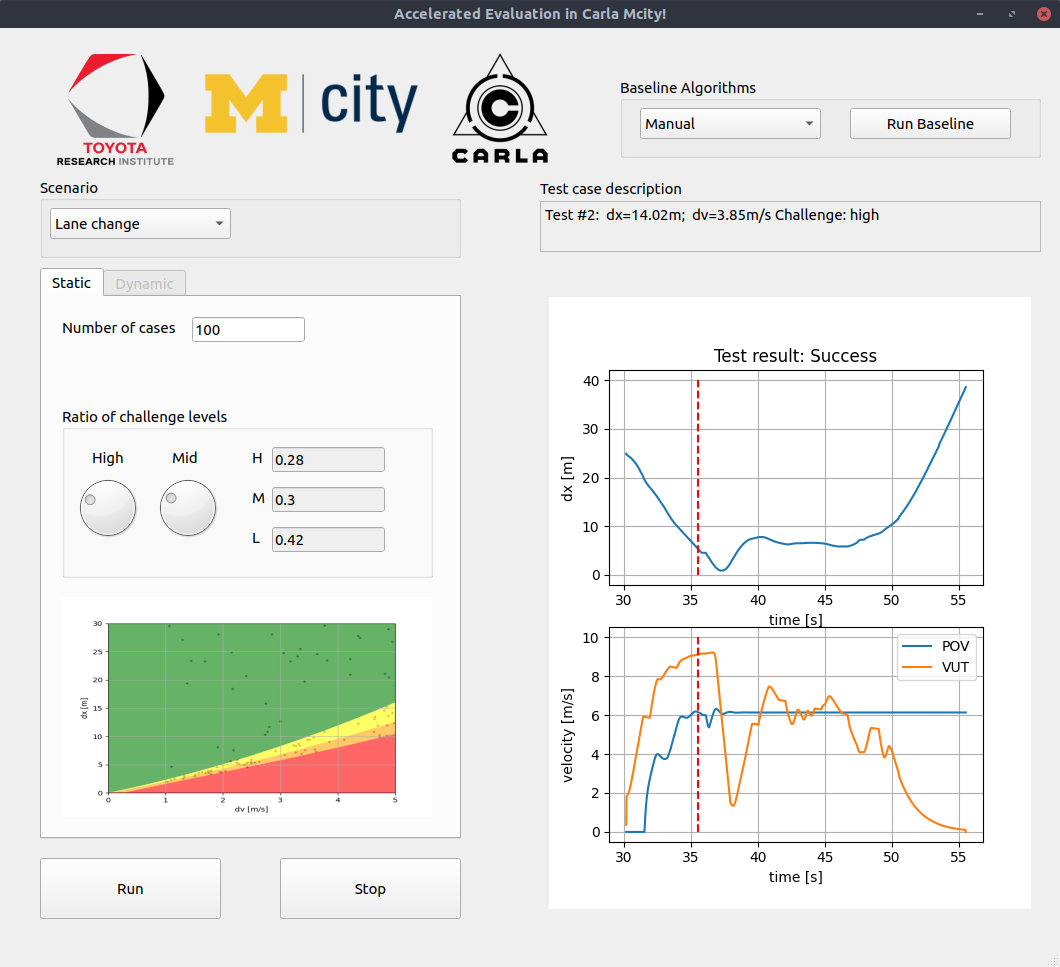 Accelerated Evaluation in Carla Mcity!
TOYOTA
RESEARCH INSTITUTE
M | city
CARLA
Baseline Algorithms
Manual
Run Baseline
Scenario
Lane change
Test case description
Test #2: dx=14.02m; dv=3.85m/s Challenge: high
Static
Dynamic
Number of cases
100
Ratio of challenge levels
High
Mid
H
0.28
M
0.3
L
0.42
30
25
20
15
10
5
0
dx [m]
0
1
2
3
4
5
dv [m/s]
Run
Stop
Test result: Success
40
30
20
10
0
dx [m]
30
35
40
45
50
55
time [s]
10
8
6
4
2
0
velocity [m/s]
POV
VUT
30
35
40
45
50
55
time [s]